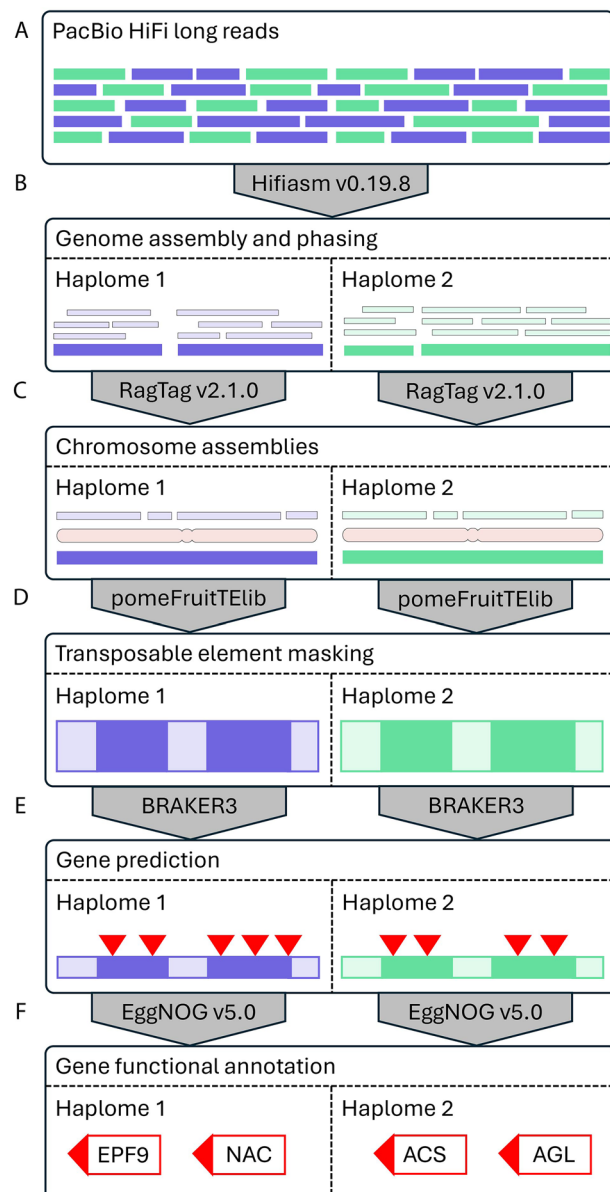 A
PacBio HiFi long reads
B
Hifiasm v0.19.8
Genome assembly and phasing
Haplome 1
Haplome 2
C
RagTag v2.1.0
RagTag v2.1.0
Chromosome assemblies
Haplome 1
Haplome 2
D
pomeFruitTElib
pomeFruitTElib
Transposable element masking
Haplome 1
Haplome 2
E
BRAKER3
BRAKER3
Gene prediction
Haplome 1
Haplome 2
F
EggNOG v5.0
EggNOG v5.0
Gene functional annotation
Haplome 1
Haplome 2
EPF9
NAC
ACS
AGL